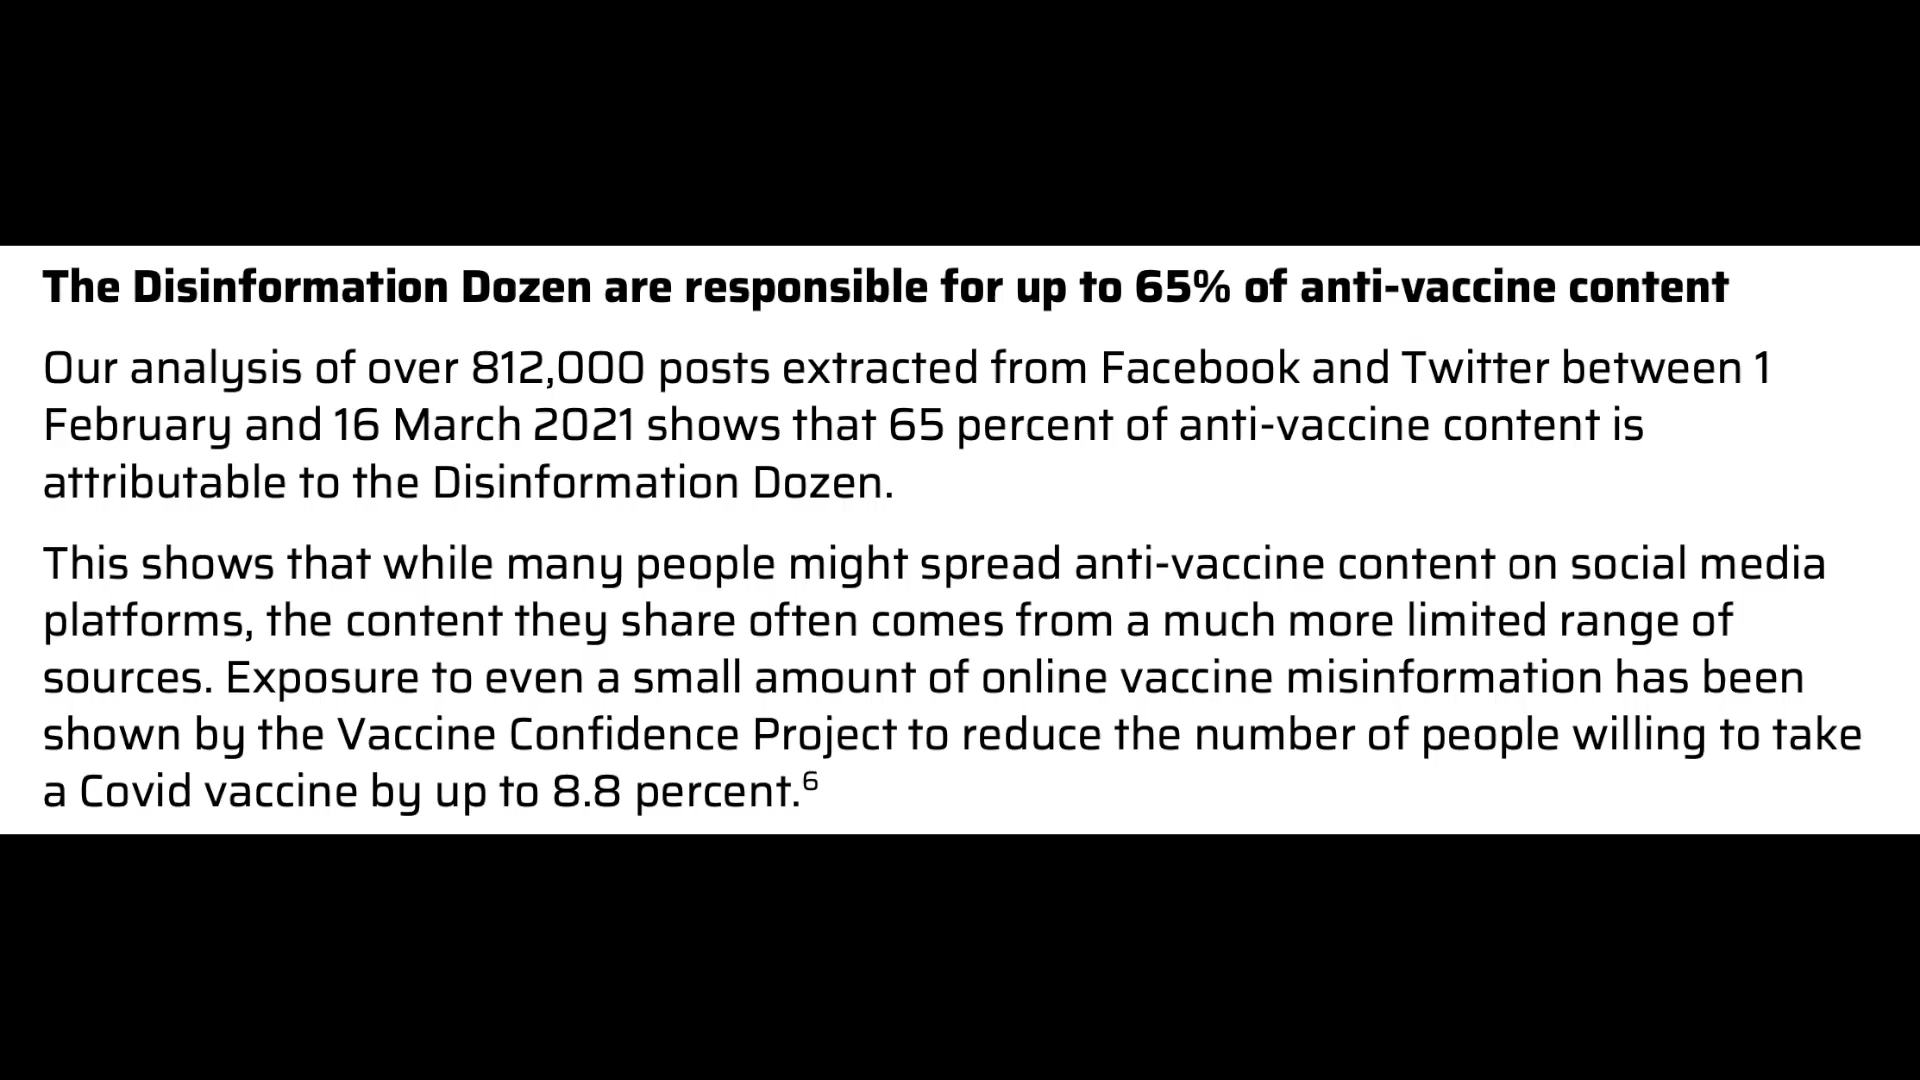 The Disinformation Dozen are responsible for up to 65% of anti-vaccine content
Our analysis of over 812,000 posts extracted from Facebook and Twitter between 1
February and 16 March 2021 shows that 65 percent of anti-vaccine content is
attributable to the Disinformation Dozen.
This shows that while many people might spread anti-vaccine content on social media
platforms, the content they share often comes from a much more limited range of
sources. Exposure to even a small amount of online vaccine misinformation has been
shown by the Vaccine Confidence Project to reduce the number of people willing to take
a Covid vaccine by up to 8.8 percent.⁶